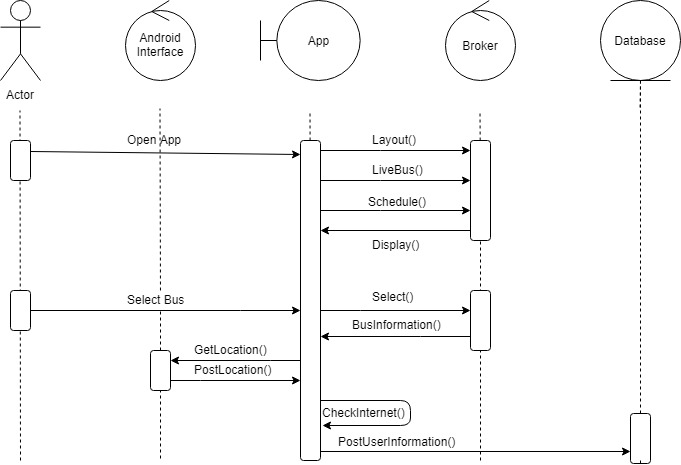 Android
Interface
App
Broker
Database
Actor
Open App
Layout()
LiveBus()
Schedule()
Display()
Select Bus
Select()
BusInformation()
GetLocation()
PostLocation()
CheckInternet()
PostUserInformation()